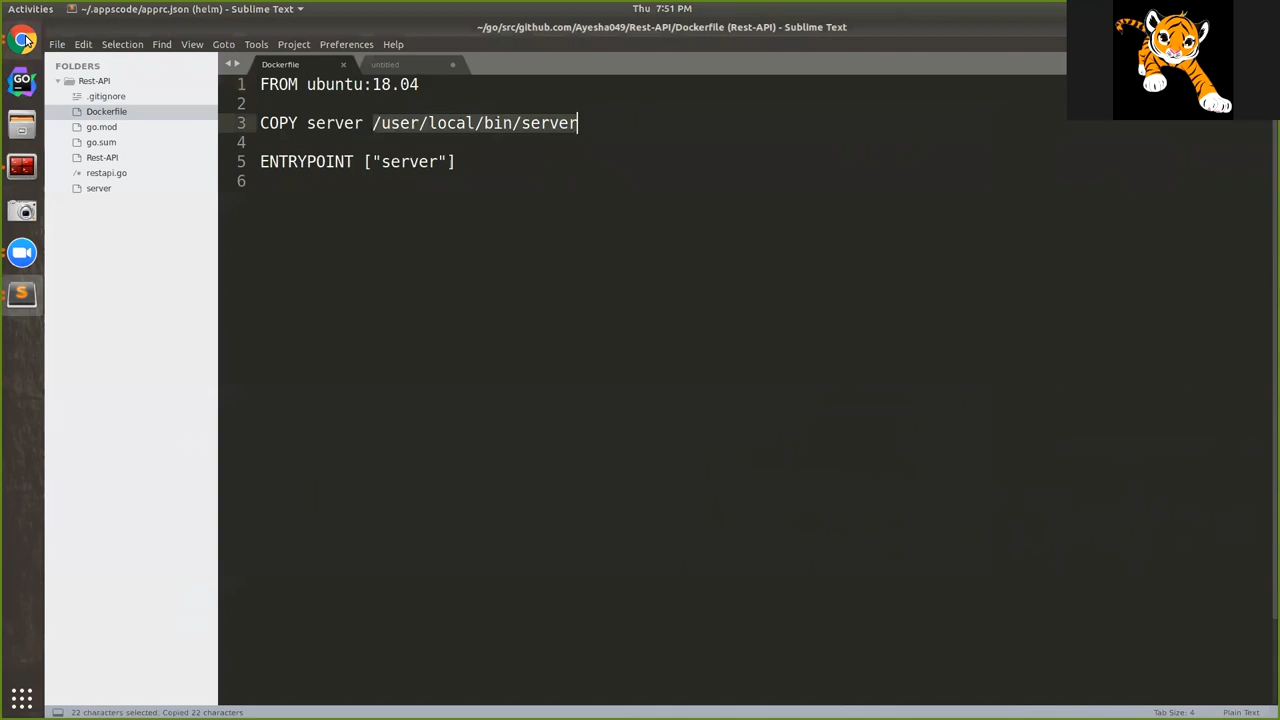 Activities
~/.appscode/apprc.json (helm) - Sublime Text
Thu 7:51 PM
~/go/src/github.com/Ayesha049/Rest-API/Dockerfile (Rest-API) - Sublime Text
File Edit Selection Find View Goto Tools Project Preferences Help
FOLDERS
Rest-API
.gitignore
Dockerfile
go.mod
go.sum
Rest-API
restapi.go
server
GO
S
Dockerfile
untitled
1 FROM ubuntu:18.04
2
3 COPY server /user/local/bin/server
4
5 ENTRYPOINT ["server"]
6
22 characters selected. Copied 22 characters
Tab Size: 4
Plain Text